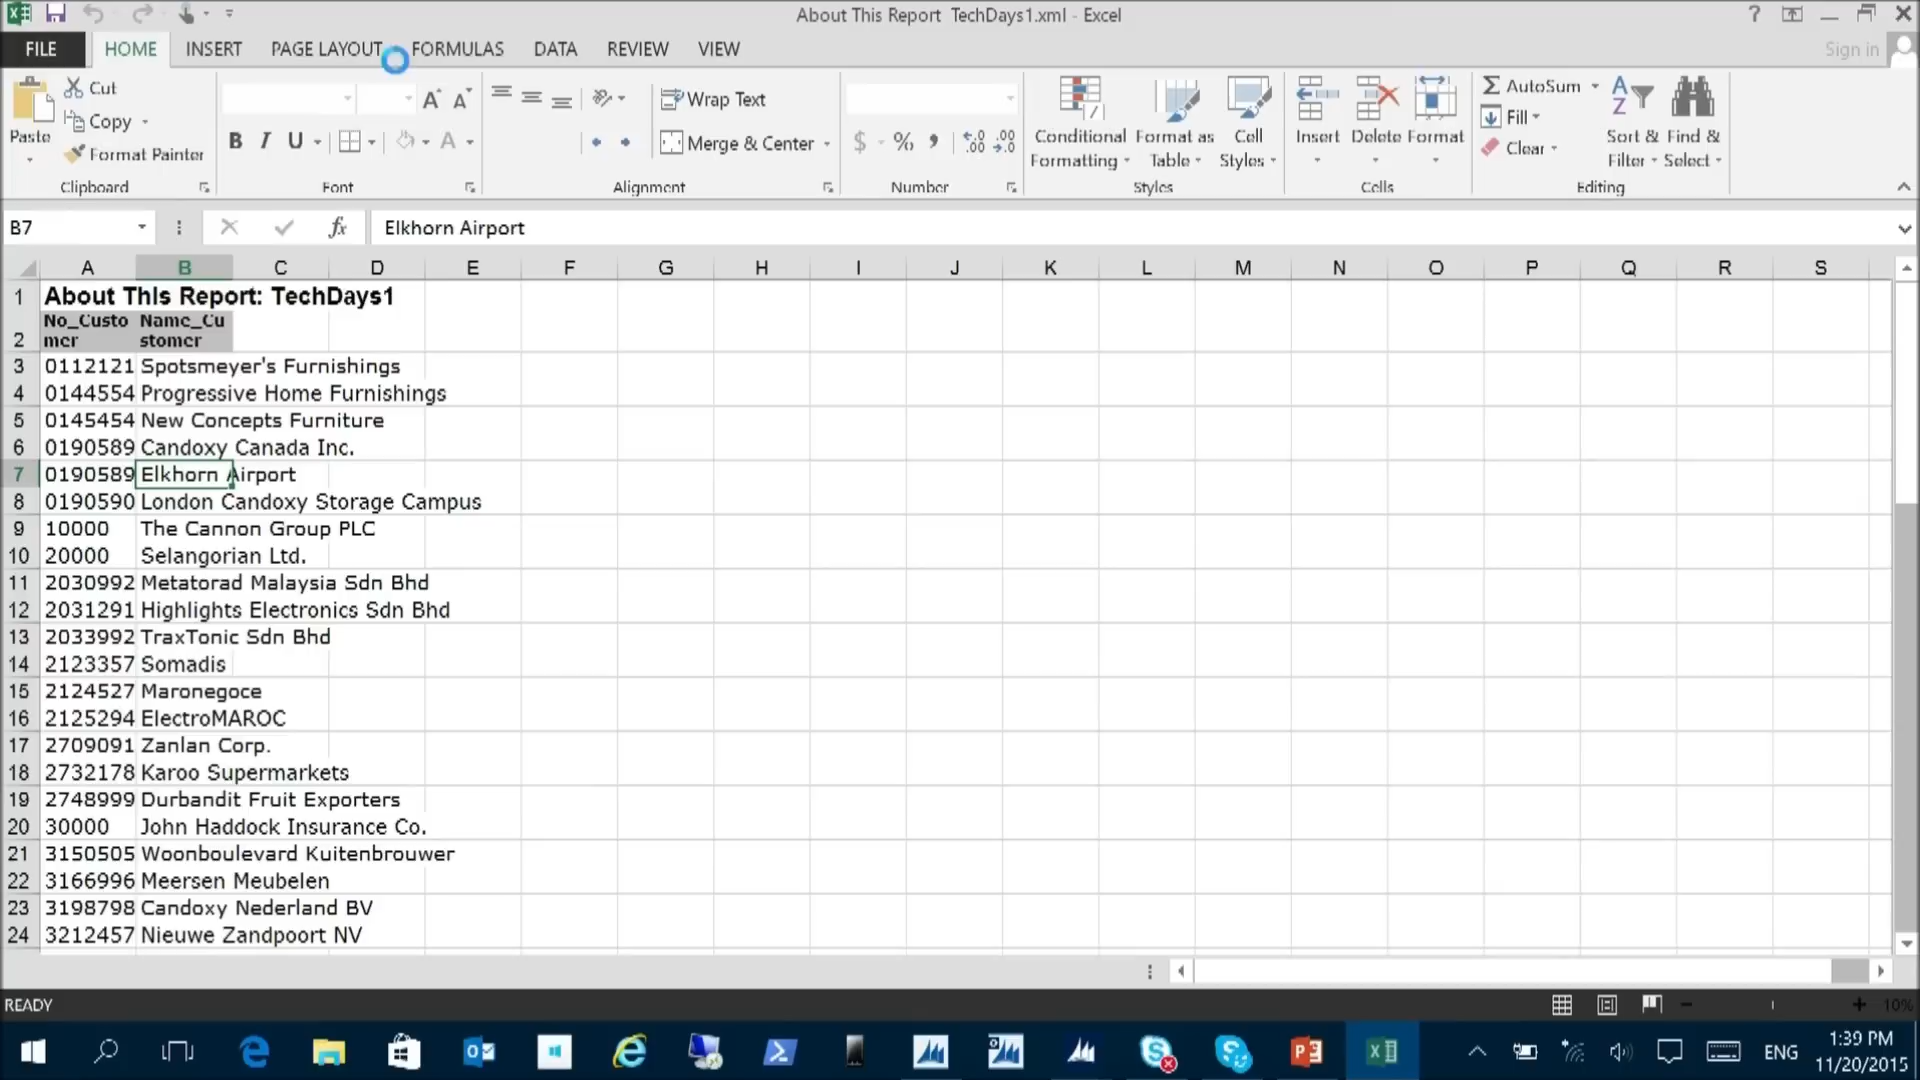 About This Report TechDays1.xml - Excel
?
FILE HOME INSERT PAGE LAYOUT FORMULAS DATA REVIEW VIEW Sign in
Cut
Copy
Format Painter
Paste
Clipboard
B I U A
Font
Wrap Text
Merge & Center
Alignment
$ % , .00
Number
Conditional Formatting
Format as Table
Cell Styles
Styles
Insert Delete Format
Cells
AutoSum
Fill
Clear
Sort & Filter
Find & Select
Editing
B7 fx Elkhorn Airport
A B C D E F G H I J K L M N O P Q R S
1 About This Report: TechDays1
2 No_Customer Name_Customer
3 0112121 Spotsmeyer's Furnishings
4 0144554 Progressive Home Furnishings
5 0145454 New Concepts Furniture
6 0190589 Candoxy Canada Inc.
7 0190589 Elkhorn Airport
8 0190590 London Candoxy Storage Campus
9 10000 The Cannon Group PLC
10 20000 Selangorian Ltd.
11 2030992 Metatorad Malaysia Sdn Bhd
12 2031291 Highlights Electronics Sdn Bhd
13 2033992 TraxTonic Sdn Bhd
14 2123357 Somadis
15 2124527 Maronegoce
16 2125294 ElectroMAROC
17 2709091 Zanlan Corp.
18 2732178 Karoo Supermarkets
19 2748999 Durbandit Fruit Exporters
20 30000 John Haddock Insurance Co.
21 3150505 Woonboulevard Kuitenbrouwer
22 3166996 Meersen Meubelen
23 3198798 Candoxy Nederland BV
24 3212457 Nieuwe Zandpoort NV
READY
ENG
1:39 PM
11/20/2015